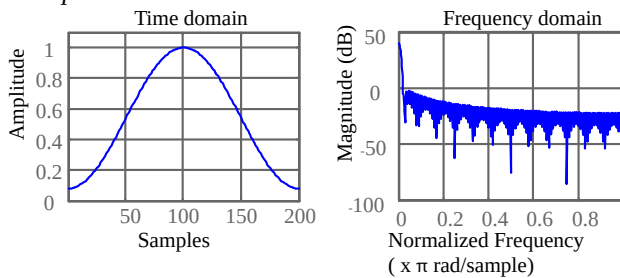 Time domain
Amplitude
1
0.8
0.6
0.4
0.2
0
50
100
150
200
Samples
Frequency domain
Magnitude (dB)
50
0
-50
-100
0
0.2
0.4
0.6
0.8
Normalized Frequency
( x π rad/sample)